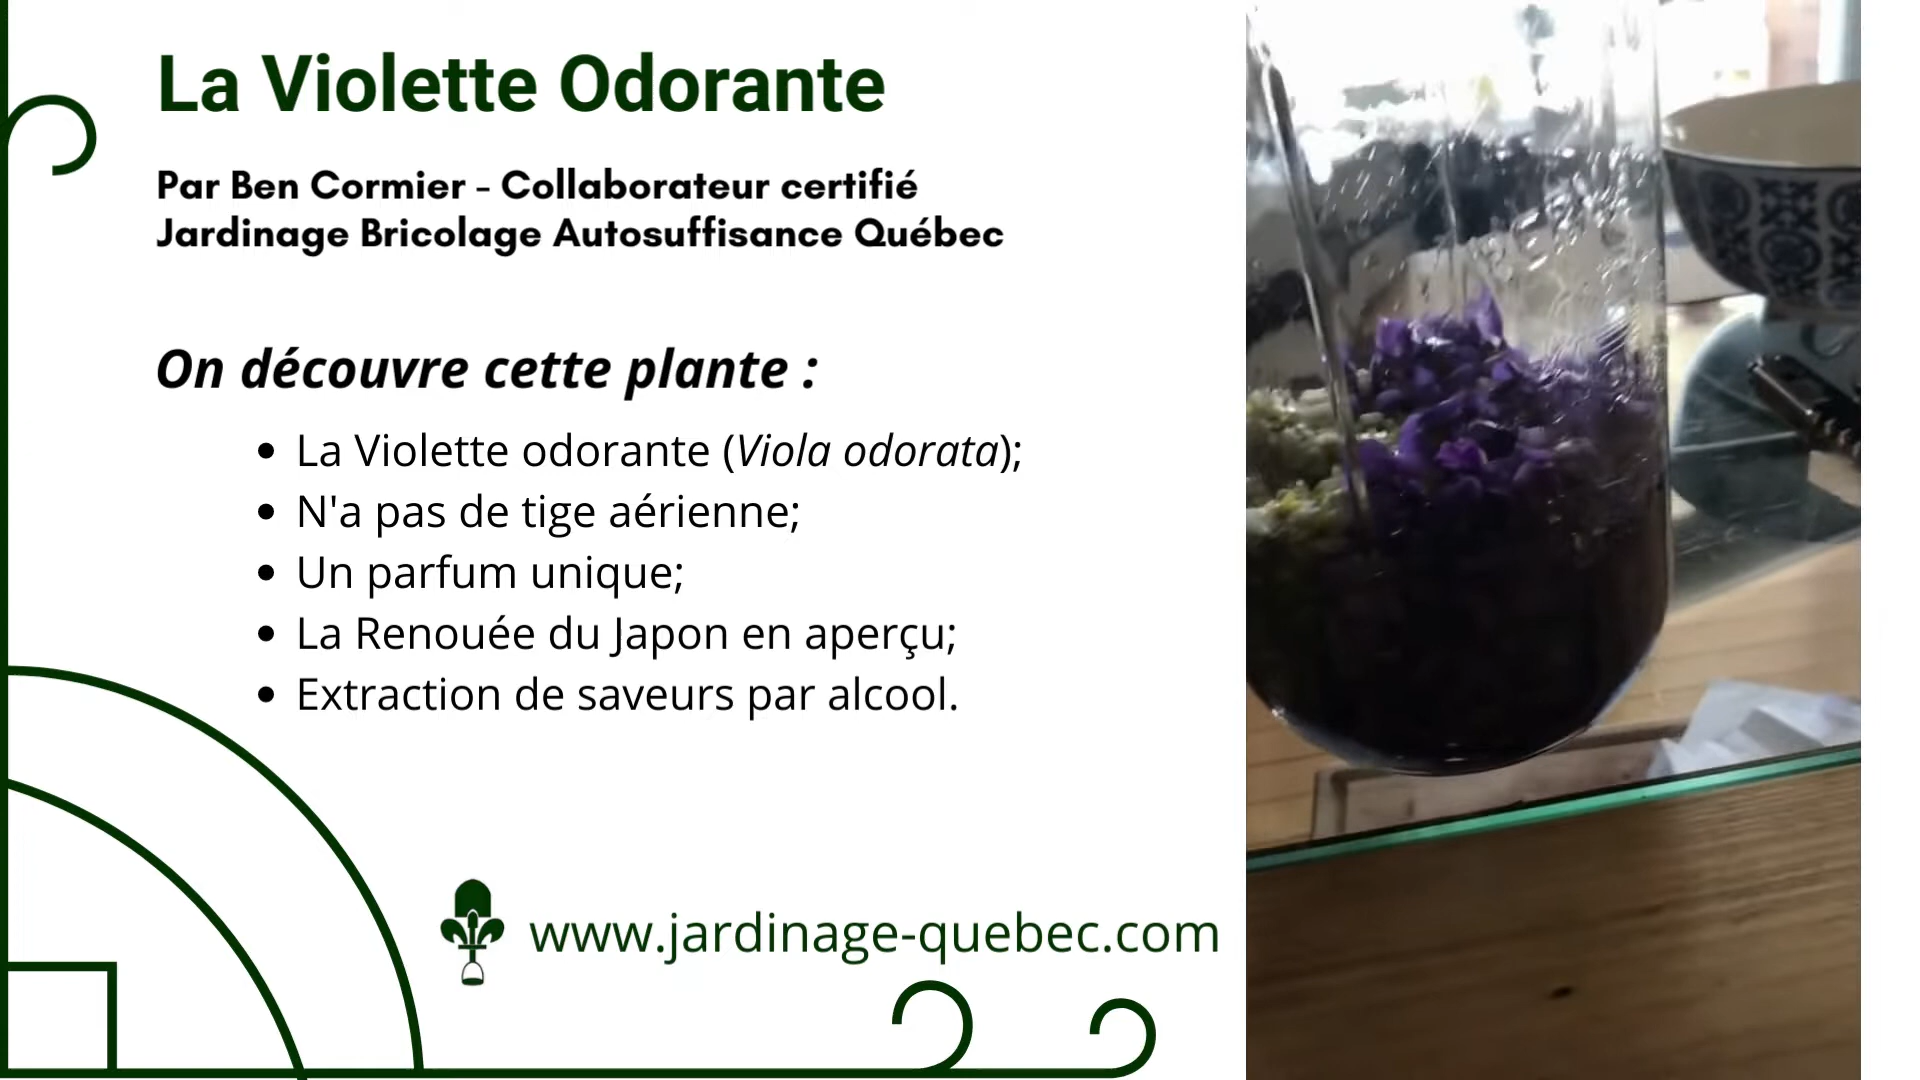 La Violette Odorante
Par Ben Cormier - Collaborateur certifié
Jardinage Bricolage Autosuffisance Québec
On découvre cette plante :
• La Violette odorante (Viola odorata);
• N'a pas de tige aérienne;
• Un parfum unique;
• La Renouée du Japon en aperçu;
• Extraction de saveurs par alcool.
www.jardinage-quebec.com